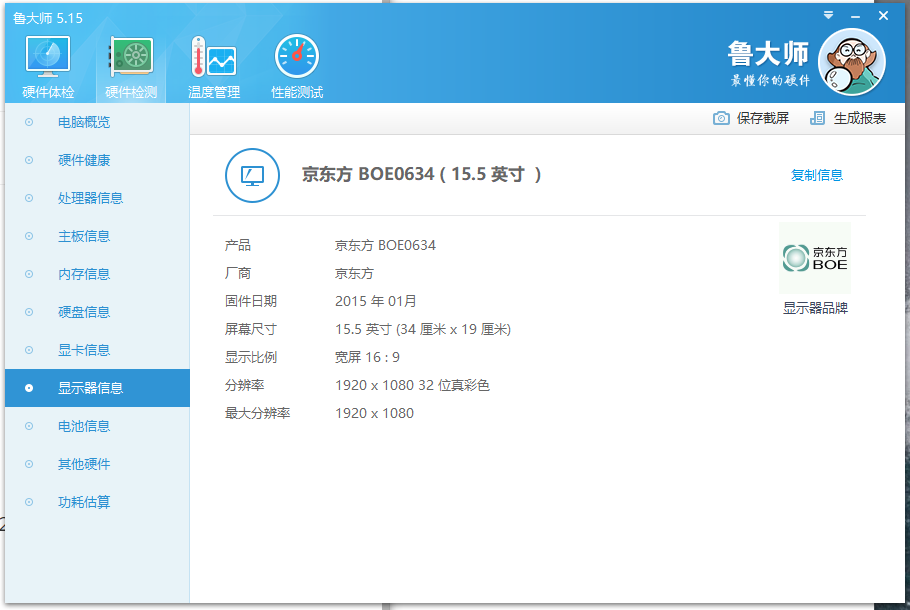 鲁大师 5.15
硬件体检
硬件检测
温度管理
性能测试
鲁大师
最懂你的硬件
保存截屏
生成报表
电脑概览
硬件健康
处理器信息
主板信息
内存信息
硬盘信息
显卡信息
显示器信息
电池信息
其他硬件
功耗估算
京东方 BOE0634 ( 15.5 英寸 )
复制信息
产品 京东方 BOE0634
厂商 京东方
固件日期 2015 年 01月
屏幕尺寸 15.5 英寸 (34 厘米 x 19 厘米)
显示比例 宽屏 16 : 9
分辨率 1920 x 1080 32 位真彩色
最大分辨率 1920 x 1080
京东方
BOE
显示器品牌